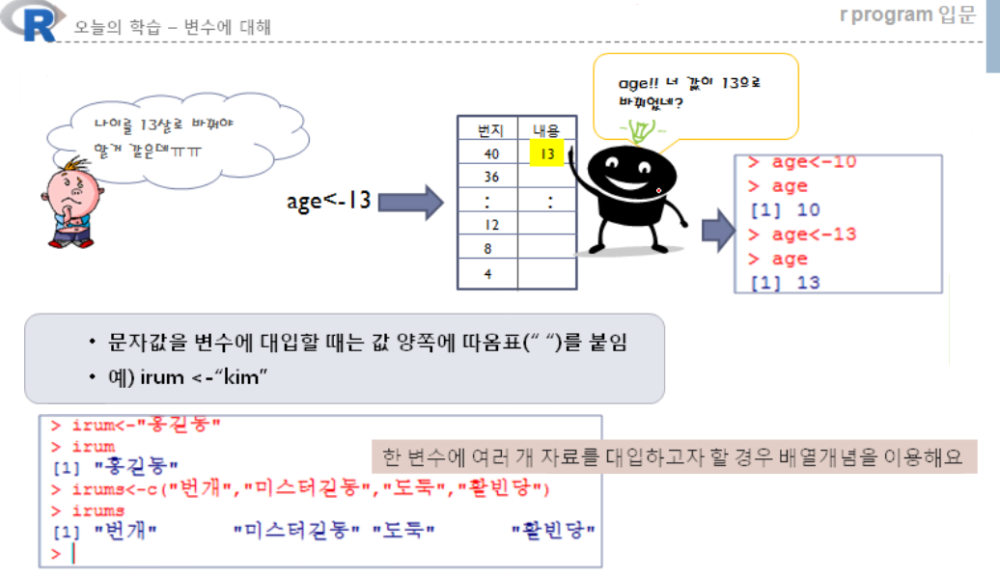 R
오늘의 학습 – 변수에 대해
r program 입문
나이를 13살로 바꿔야
할거 같은데ㅠㅠ
age<-13
번지 내용
40 13
36
: :
12
8
4
age!! 너 값이 13으로
바뀌었네?
> age<-10
> age
[1] 10
> age<-13
> age
[1] 13
• 문자값을 변수에 대입할 때는 값 양쪽에 따옴표(“ “)를 붙임
• 예) irum <-“kim”
> irum<-"홍길동"
> irum
[1] "홍길동"
> irums<-c("번개","미스터길동","도둑","활빈당")
> irums
[1] "번개" "미스터길동" "도둑" "활빈당"
>
한 변수에 여러 개 자료를 대입하고자 할 경우 배열개념을 이용해요